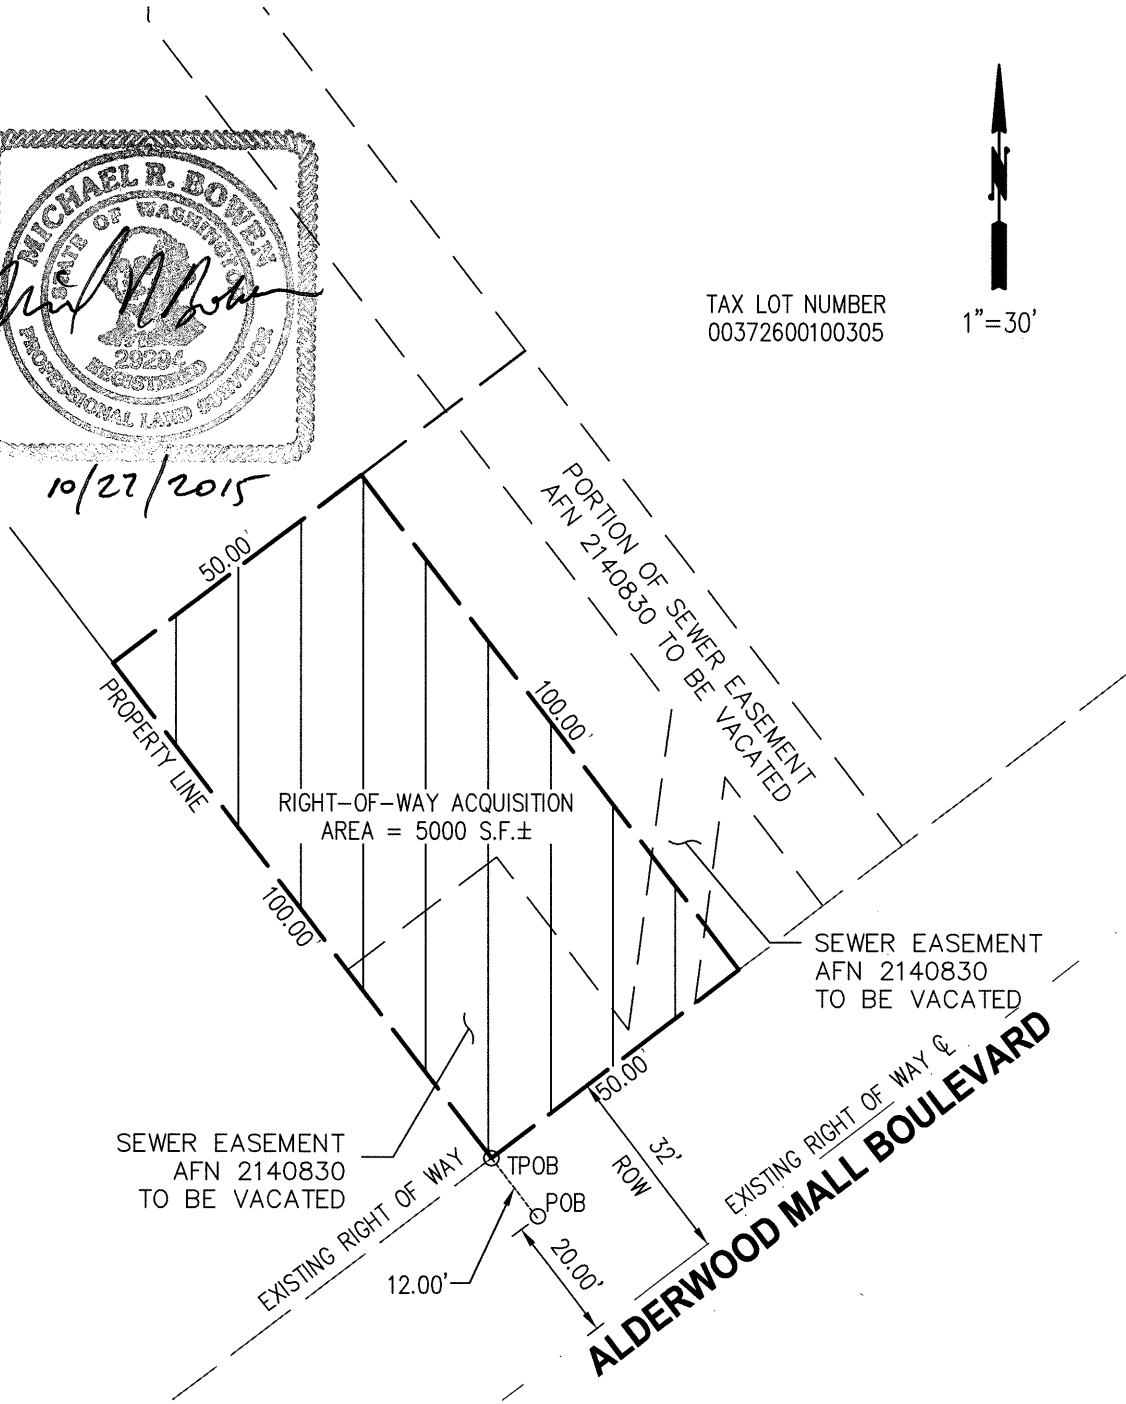 MICHAEL R. BOWEN
STATE OF WASHINGTON
29294
REGISTERED
PROFESSIONAL LAND SURVEYOR
10/27/2015
N
TAX LOT NUMBER
00372600100305
1"=30'
50.00'
PORTION OF SEWER EASEMENT
AFN 2140830 TO BE VACATED
PROPERTY LINE
100.00'
RIGHT-OF-WAY ACQUISITION
AREA = 5000 S.F.±
100.00'
SEWER EASEMENT
AFN 2140830
TO BE VACATED
50.00'
SEWER EASEMENT
AFN 2140830
TO BE VACATED
TPOB
POB
32'
ROW
EXISTING RIGHT OF WAY ℄
ALDERWOOD MALL BOULEVARD
EXISTING RIGHT OF WAY
12.00'
20.00'